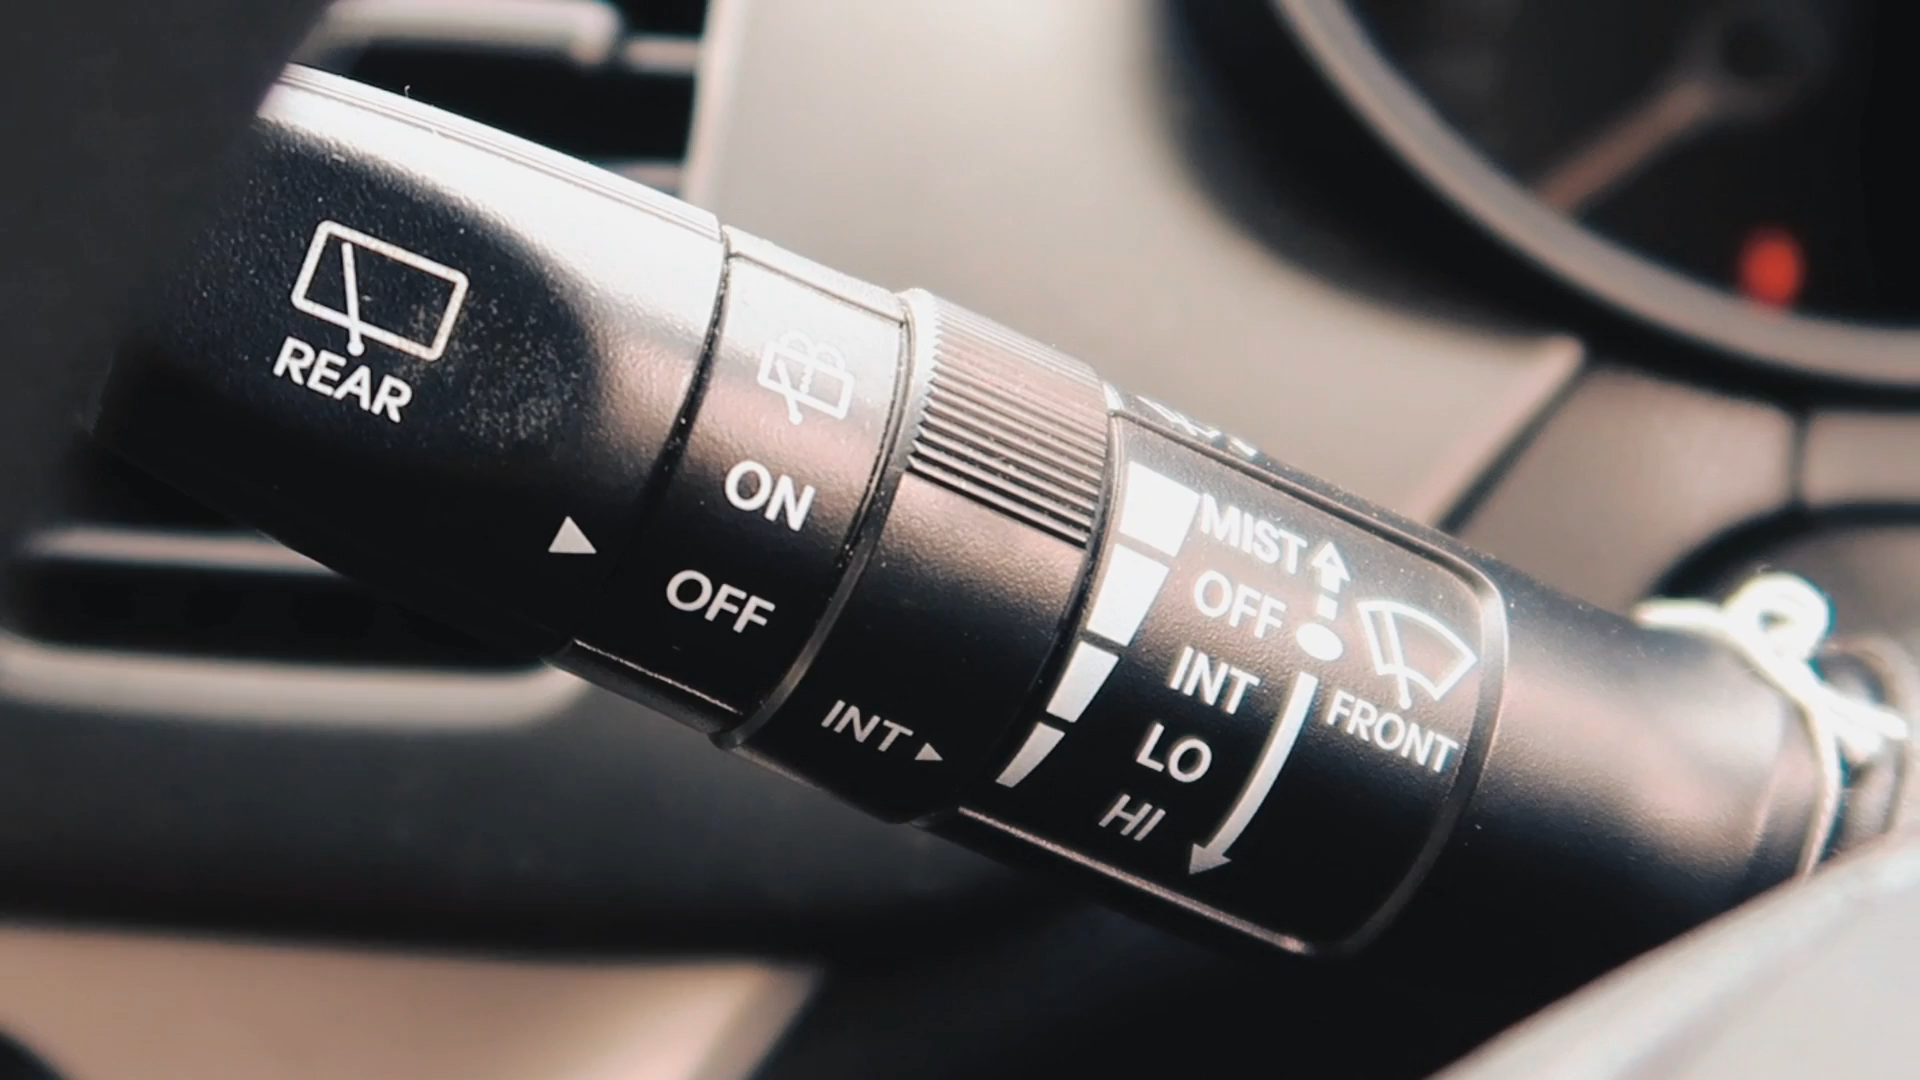 REAR
ON
OFF
INT
MIST
OFF
INT
LO
HI
FRONT